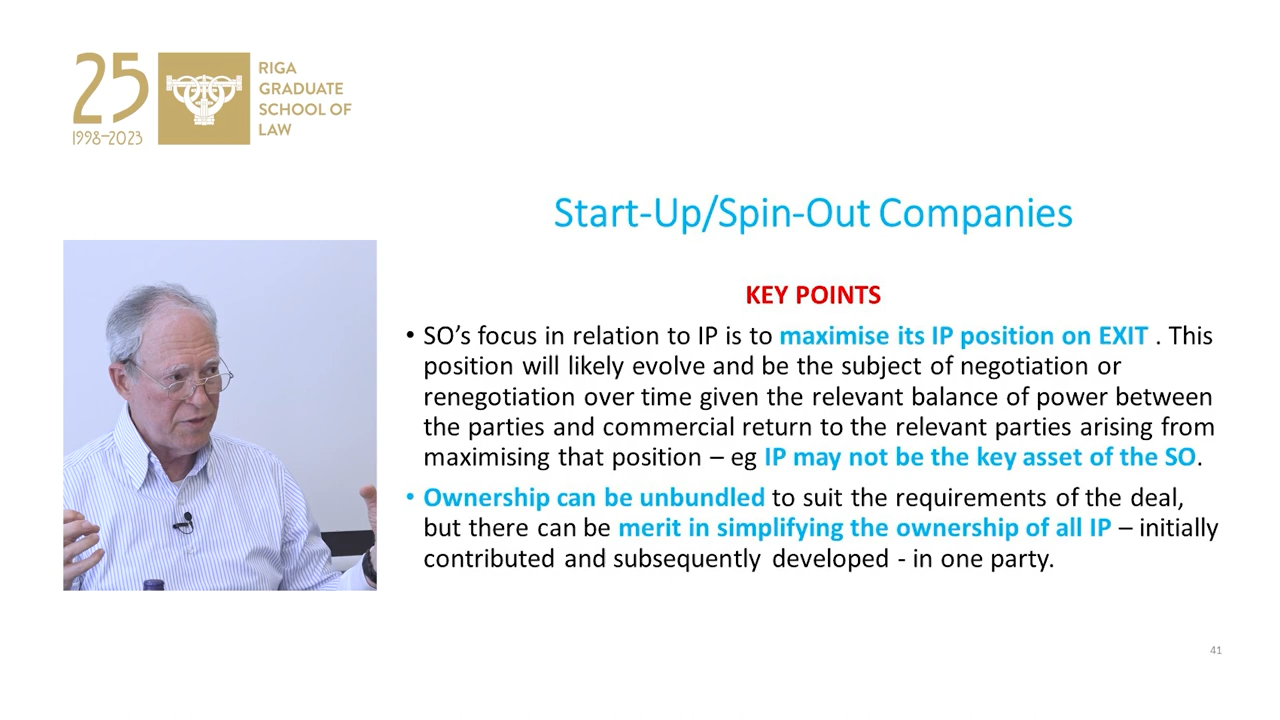 25
1998–2023
RIGA
GRADUATE
SCHOOL OF
LAW
Start-Up/Spin-Out Companies
KEY POINTS
• SO’s focus in relation to IP is to maximise its IP position on EXIT . This
position will likely evolve and be the subject of negotiation or
renegotiation over time given the relevant balance of power between
the parties and commercial return to the relevant parties arising from
maximising that position – eg IP may not be the key asset of the SO.
• Ownership can be unbundled to suit the requirements of the deal,
but there can be merit in simplifying the ownership of all IP – initially
contributed and subsequently developed - in one party.
41